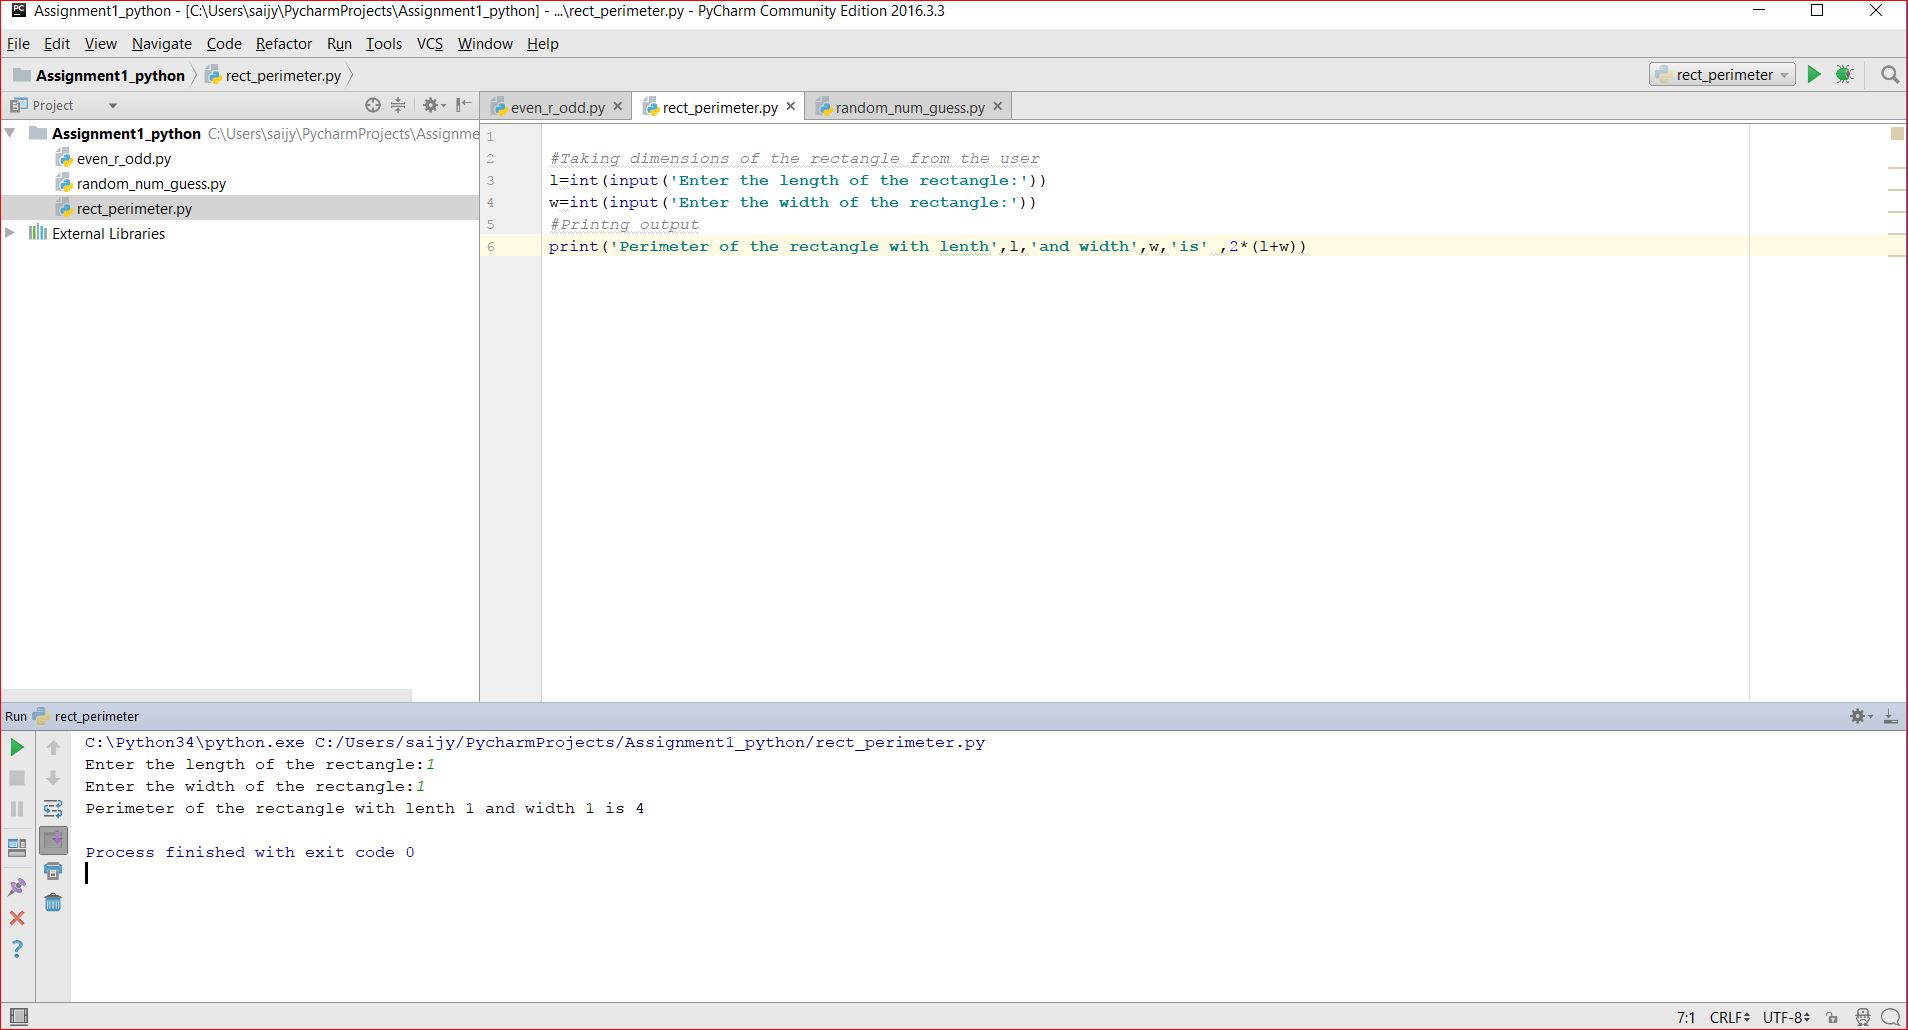 PC Assignment1_python - [C:\Users\saijy\PycharmProjects\Assignment1_python] - ...\rect_perimeter.py - PyCharm Community Edition 2016.3.3
File Edit View Navigate Code Refactor Run Tools VCS Window Help
Assignment1_python rect_perimeter.py rect_perimeter
Project even_r_odd.py rect_perimeter.py random_num_guess.py
Assignment1_python C:\Users\saijy\PycharmProjects\Assignme
even_r_odd.py
random_num_guess.py
rect_perimeter.py
External Libraries
1
2 #Taking dimensions of the rectangle from the user
3 l=int(input('Enter the length of the rectangle:'))
4 w=int(input('Enter the width of the rectangle:'))
5 #Printng output
6 print('Perimeter of the rectangle with lenth',l,'and width',w,'is' ,2*(l+w))
Run rect_perimeter
C:\Python34\python.exe C:/Users/saijy/PycharmProjects/Assignment1_python/rect_perimeter.py
Enter the length of the rectangle:1
Enter the width of the rectangle:1
Perimeter of the rectangle with lenth 1 and width 1 is 4
Process finished with exit code 0
7:1 CRLF UTF-8